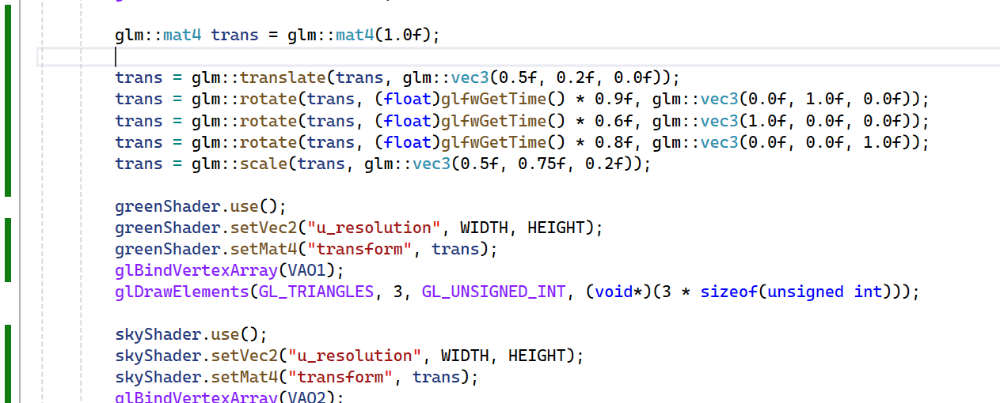 glm::mat4 trans = glm::mat4(1.0f);
trans = glm::translate(trans, glm::vec3(0.5f, 0.2f, 0.0f));
trans = glm::rotate(trans, (float)glfwGetTime() * 0.9f, glm::vec3(0.0f, 1.0f, 0.0f));
trans = glm::rotate(trans, (float)glfwGetTime() * 0.6f, glm::vec3(1.0f, 0.0f, 0.0f));
trans = glm::rotate(trans, (float)glfwGetTime() * 0.8f, glm::vec3(0.0f, 0.0f, 1.0f));
trans = glm::scale(trans, glm::vec3(0.5f, 0.75f, 0.2f));
greenShader.use();
greenShader.setVec2("u_resolution", WIDTH, HEIGHT);
greenShader.setMat4("transform", trans);
glBindVertexArray(VAO1);
glDrawElements(GL_TRIANGLES, 3, GL_UNSIGNED_INT, (void*)(3 * sizeof(unsigned int)));
skyShader.use();
skyShader.setVec2("u_resolution", WIDTH, HEIGHT);
skyShader.setMat4("transform", trans);
glBindVertexArray(VAO2);